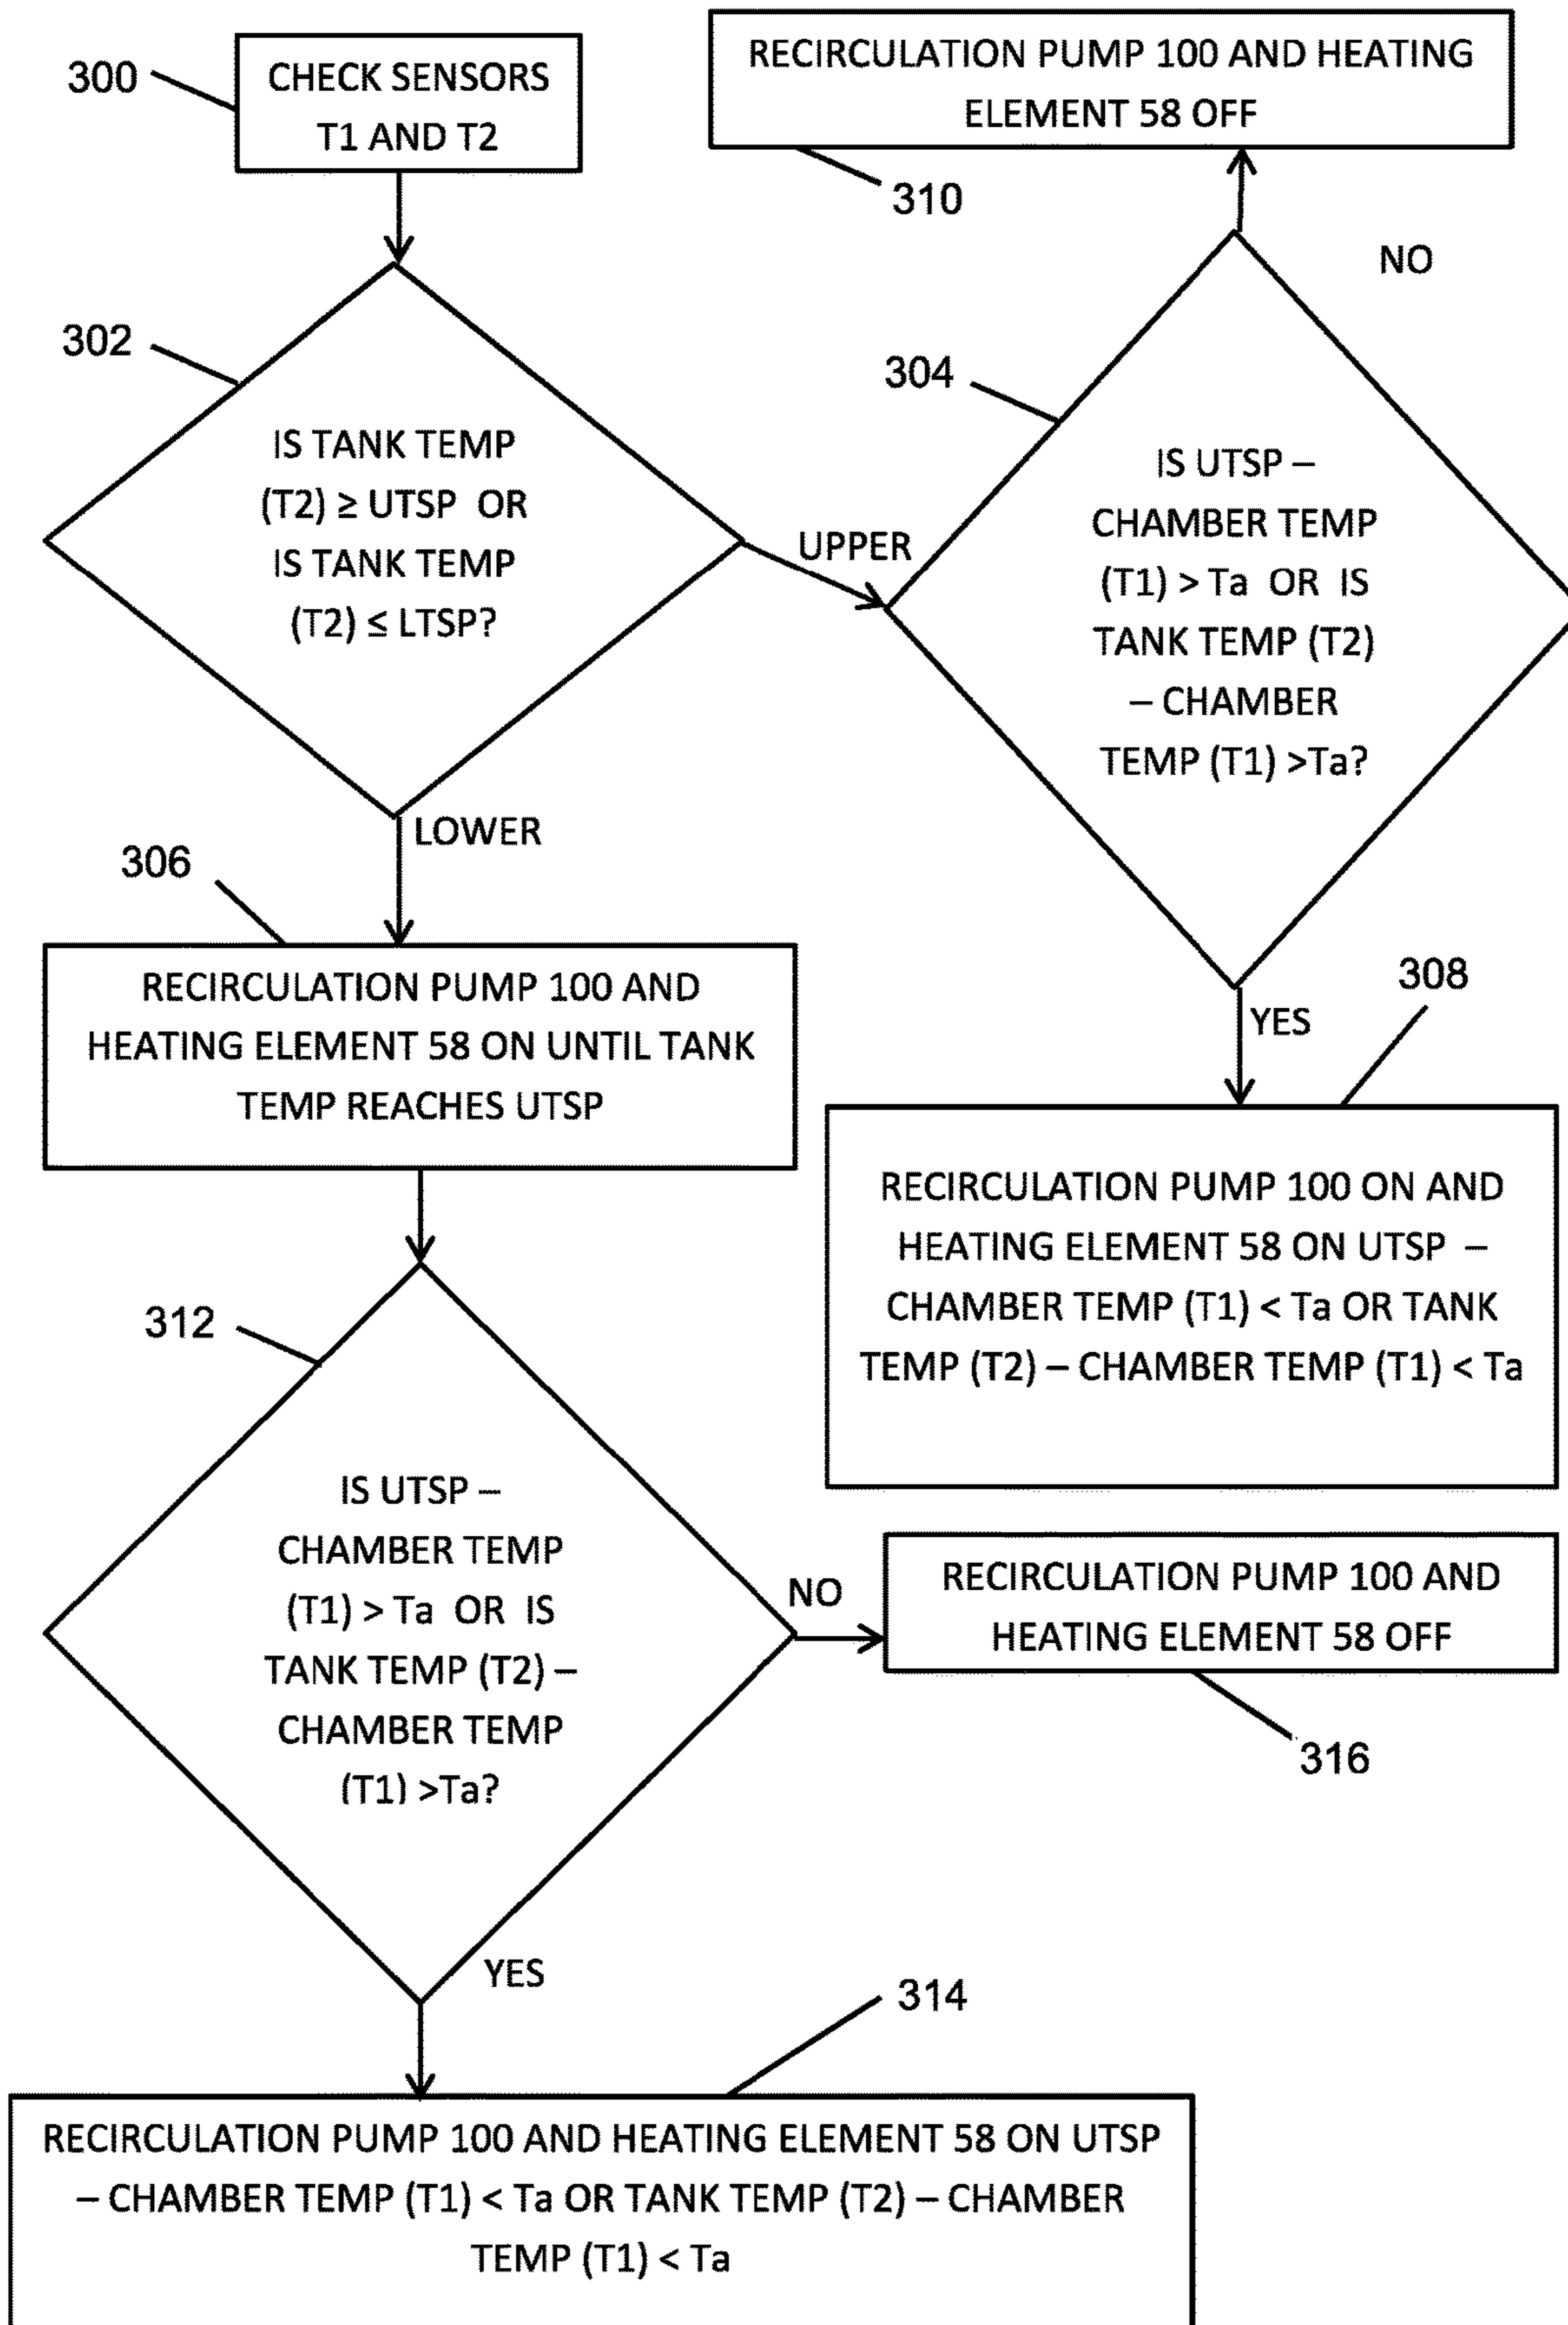 300
CHECK SENSORS
T1 AND T2
RECIRCULATION PUMP 100 AND HEATING
ELEMENT 58 OFF
310
NO
302
IS TANK TEMP
(T2) ≥ UTSP OR
IS TANK TEMP
(T2) ≤ LTSP?
UPPER
304
IS UTSP –
CHAMBER TEMP
(T1) > Ta OR IS
TANK TEMP (T2)
– CHAMBER
TEMP (T1) >Ta?
LOWER
306
RECIRCULATION PUMP 100 AND
HEATING ELEMENT 58 ON UNTIL TANK
TEMP REACHES UTSP
YES
308
RECIRCULATION PUMP 100 ON AND
HEATING ELEMENT 58 ON UTSP –
CHAMBER TEMP (T1) < Ta OR TANK
TEMP (T2) – CHAMBER TEMP (T1) < Ta
312
IS UTSP –
CHAMBER TEMP
(T1) > Ta OR IS
TANK TEMP (T2) –
CHAMBER TEMP
(T1) >Ta?
NO
RECIRCULATION PUMP 100 AND
HEATING ELEMENT 58 OFF
316
YES
314
RECIRCULATION PUMP 100 AND HEATING ELEMENT 58 ON UTSP
– CHAMBER TEMP (T1) < Ta OR TANK TEMP (T2) – CHAMBER
TEMP (T1) < Ta